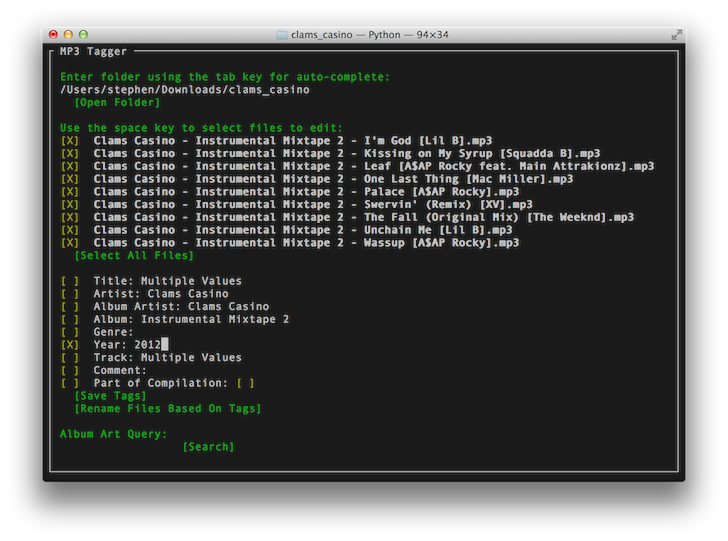 clams_casino — Python — 94×34
MP3 Tagger
Enter folder using the tab key for auto-complete:
/Users/stephen/Downloads/clams_casino
[Open Folder]
Use the space key to select files to edit:
[X] Clams Casino - Instrumental Mixtape 2 - I'm God [Lil B].mp3
[X] Clams Casino - Instrumental Mixtape 2 - Kissing on My Syrup [Squadda B].mp3
[X] Clams Casino - Instrumental Mixtape 2 - Leaf [A$AP Rocky feat. Main Attrakionz].mp3
[X] Clams Casino - Instrumental Mixtape 2 - One Last Thing [Mac Miller].mp3
[X] Clams Casino - Instrumental Mixtape 2 - Palace [A$AP Rocky].mp3
[X] Clams Casino - Instrumental Mixtape 2 - Swervin' (Remix) [XV].mp3
[X] Clams Casino - Instrumental Mixtape 2 - The Fall (Original Mix) [The Weeknd].mp3
[X] Clams Casino - Instrumental Mixtape 2 - Unchain Me [Lil B].mp3
[X] Clams Casino - Instrumental Mixtape 2 - Wassup [A$AP Rocky].mp3
[Select All Files]
[ ] Title: Multiple Values
[ ] Artist: Clams Casino
[ ] Album Artist: Clams Casino
[ ] Album: Instrumental Mixtape 2
[ ] Genre:
[X] Year: 2012
[ ] Track: Multiple Values
[ ] Comment:
[ ] Part of Compilation: [ ]
[Save Tags]
[Rename Files Based On Tags]
Album Art Query:
[Search]